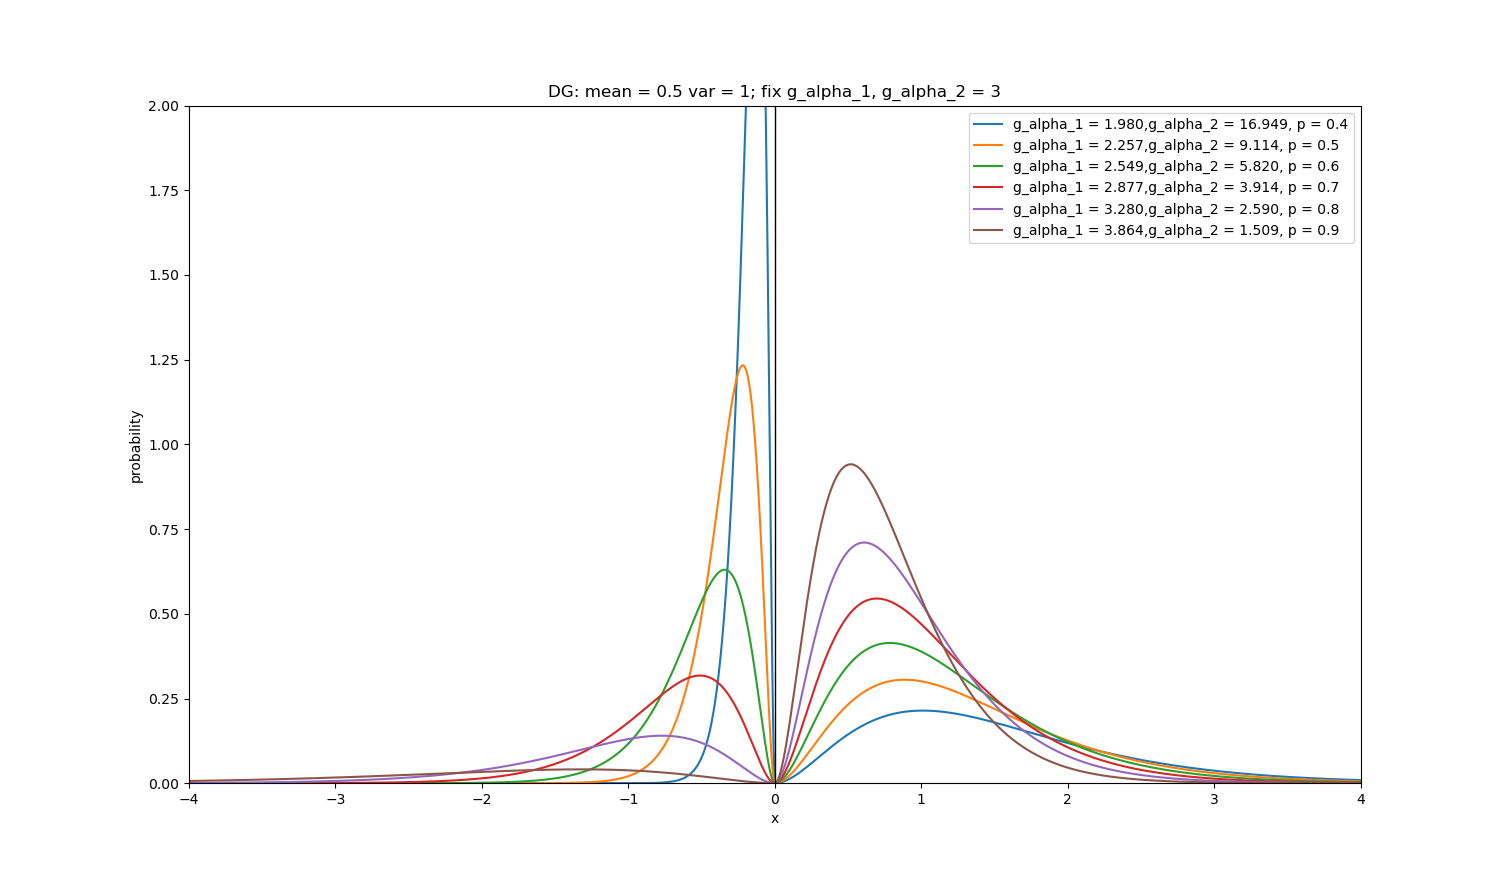 DG: mean = 0.5 var = 1; fix g_alpha_1, g_alpha_2 = 3
2.00
1.75
1.50
1.25
1.00
0.75
0.50
0.25
0.00
probability
g_alpha_1 = 1.980,g_alpha_2 = 16.949, p = 0.4
g_alpha_1 = 2.257,g_alpha_2 = 9.114, p = 0.5
g_alpha_1 = 2.549,g_alpha_2 = 5.820, p = 0.6
g_alpha_1 = 2.877,g_alpha_2 = 3.914, p = 0.7
g_alpha_1 = 3.280,g_alpha_2 = 2.590, p = 0.8
g_alpha_1 = 3.864,g_alpha_2 = 1.509, p = 0.9
−4 −3 −2 −1 0 1 2 3 4
x